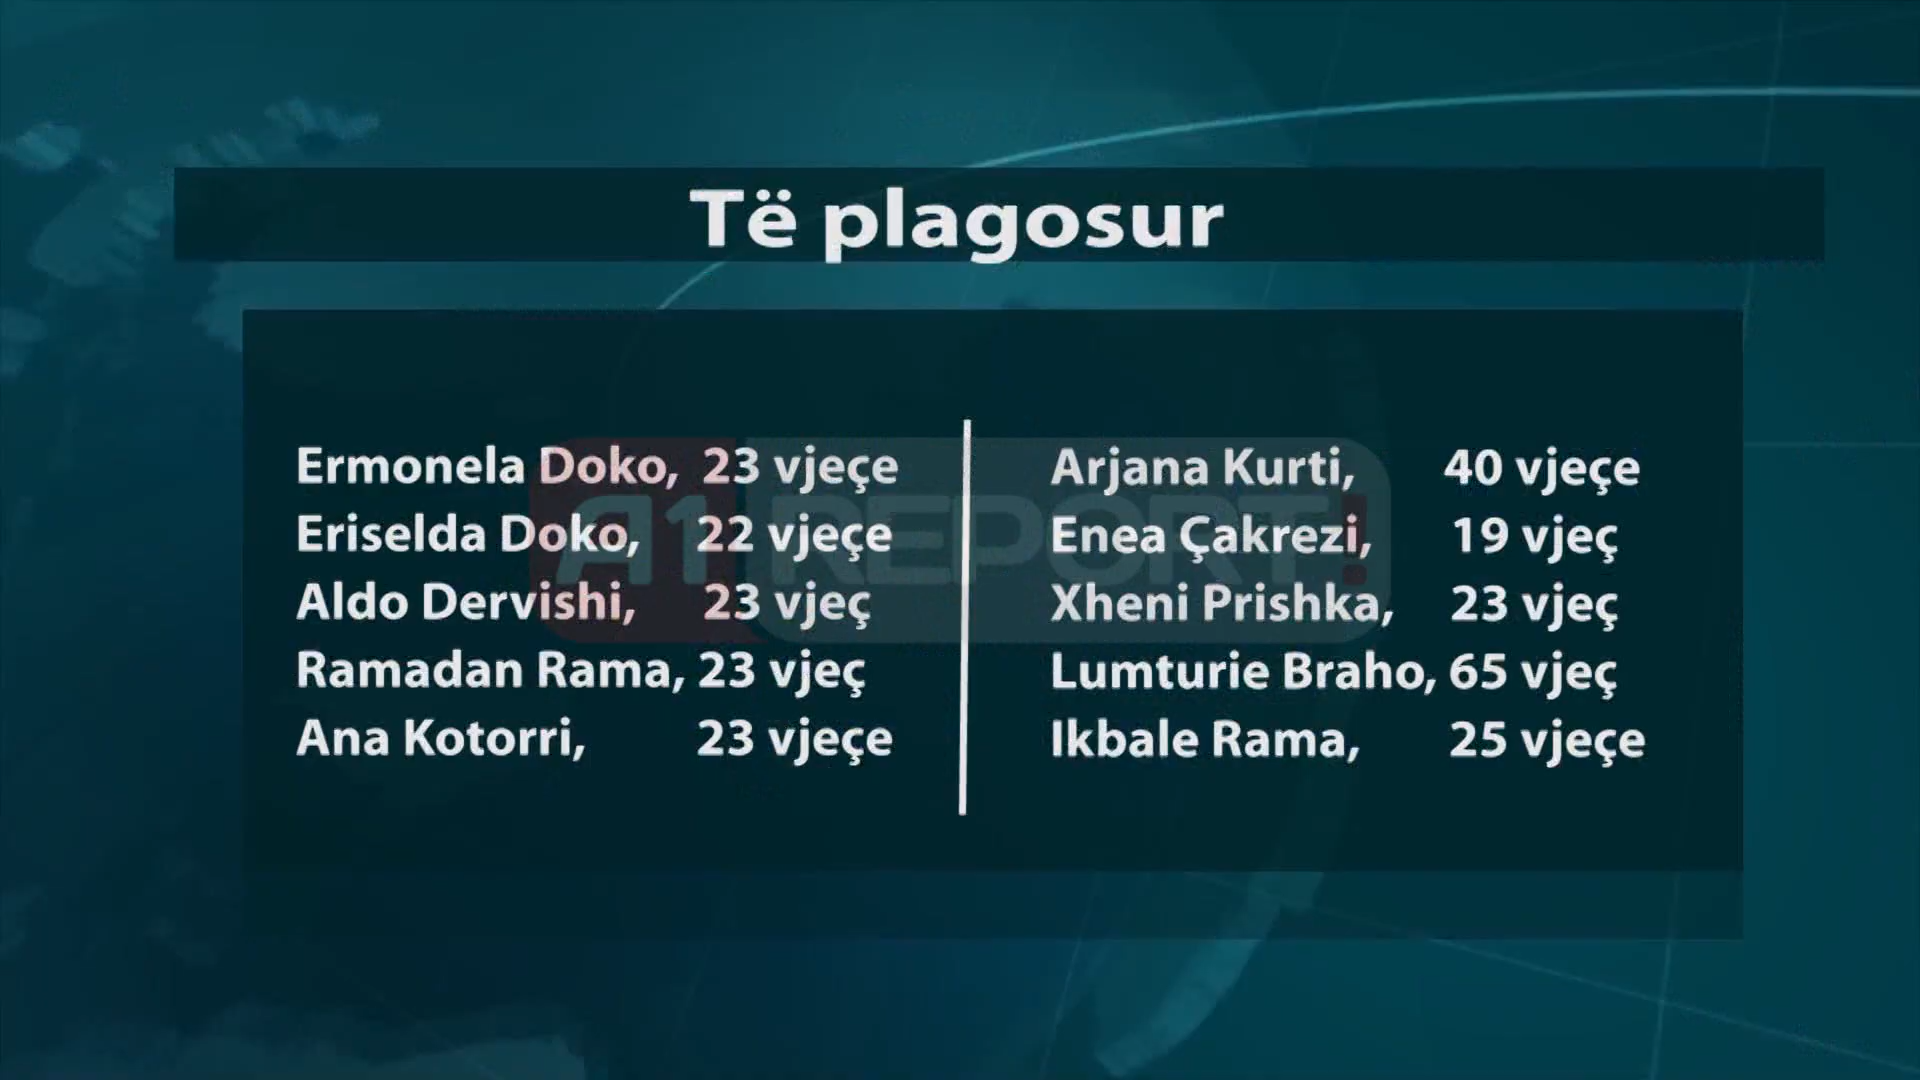 Të plagosur
Ermonela Doko, 23 vjeçe
Eriselda Doko, 22 vjeçe
Aldo Dervishi, 23 vjeç
Ramadan Rama, 23 vjeç
Ana Kotorri, 23 vjeçe
Arjana Kurti, 40 vjeçe
Enea Çakrezi, 19 vjeç
Xheni Prishka, 23 vjeç
Lumturie Braho, 65 vjeç
Ikbale Rama, 25 vjeçe
A1 REPORT!